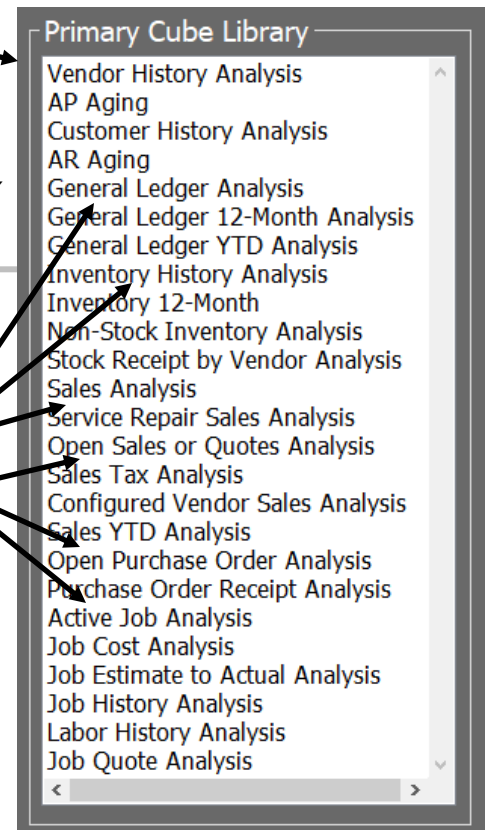 Primary Cube Library
Vendor History Analysis
AP Aging
Customer History Analysis
AR Aging
General Ledger Analysis
General Ledger 12-Month Analysis
General Ledger YTD Analysis
Inventory History Analysis
Inventory 12-Month
Non-Stock Inventory Analysis
Stock Receipt by Vendor Analysis
Sales Analysis
Service Repair Sales Analysis
Open Sales or Quotes Analysis
Sales Tax Analysis
Configured Vendor Sales Analysis
Sales YTD Analysis
Open Purchase Order Analysis
Purchase Order Receipt Analysis
Active Job Analysis
Job Cost Analysis
Job Estimate to Actual Analysis
Job History Analysis
Labor History Analysis
Job Quote Analysis